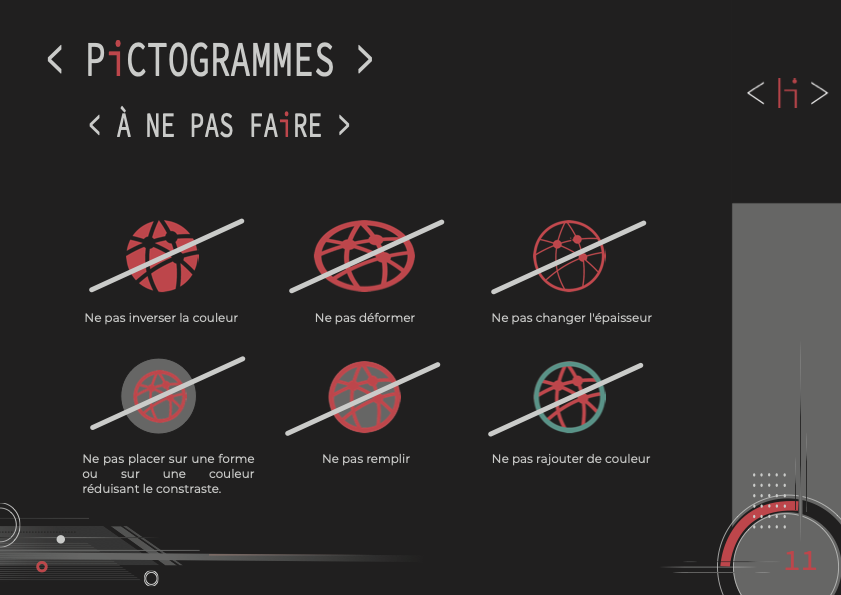 < PiCTOGRAMMES >
< li >
< À NE PAS FAiRE >
Ne pas inverser la couleur
Ne pas déformer
Ne pas changer l'épaisseur
Ne pas placer sur une forme
ou sur une couleur
réduisant le constraste.
Ne pas remplir
Ne pas rajouter de couleur
11